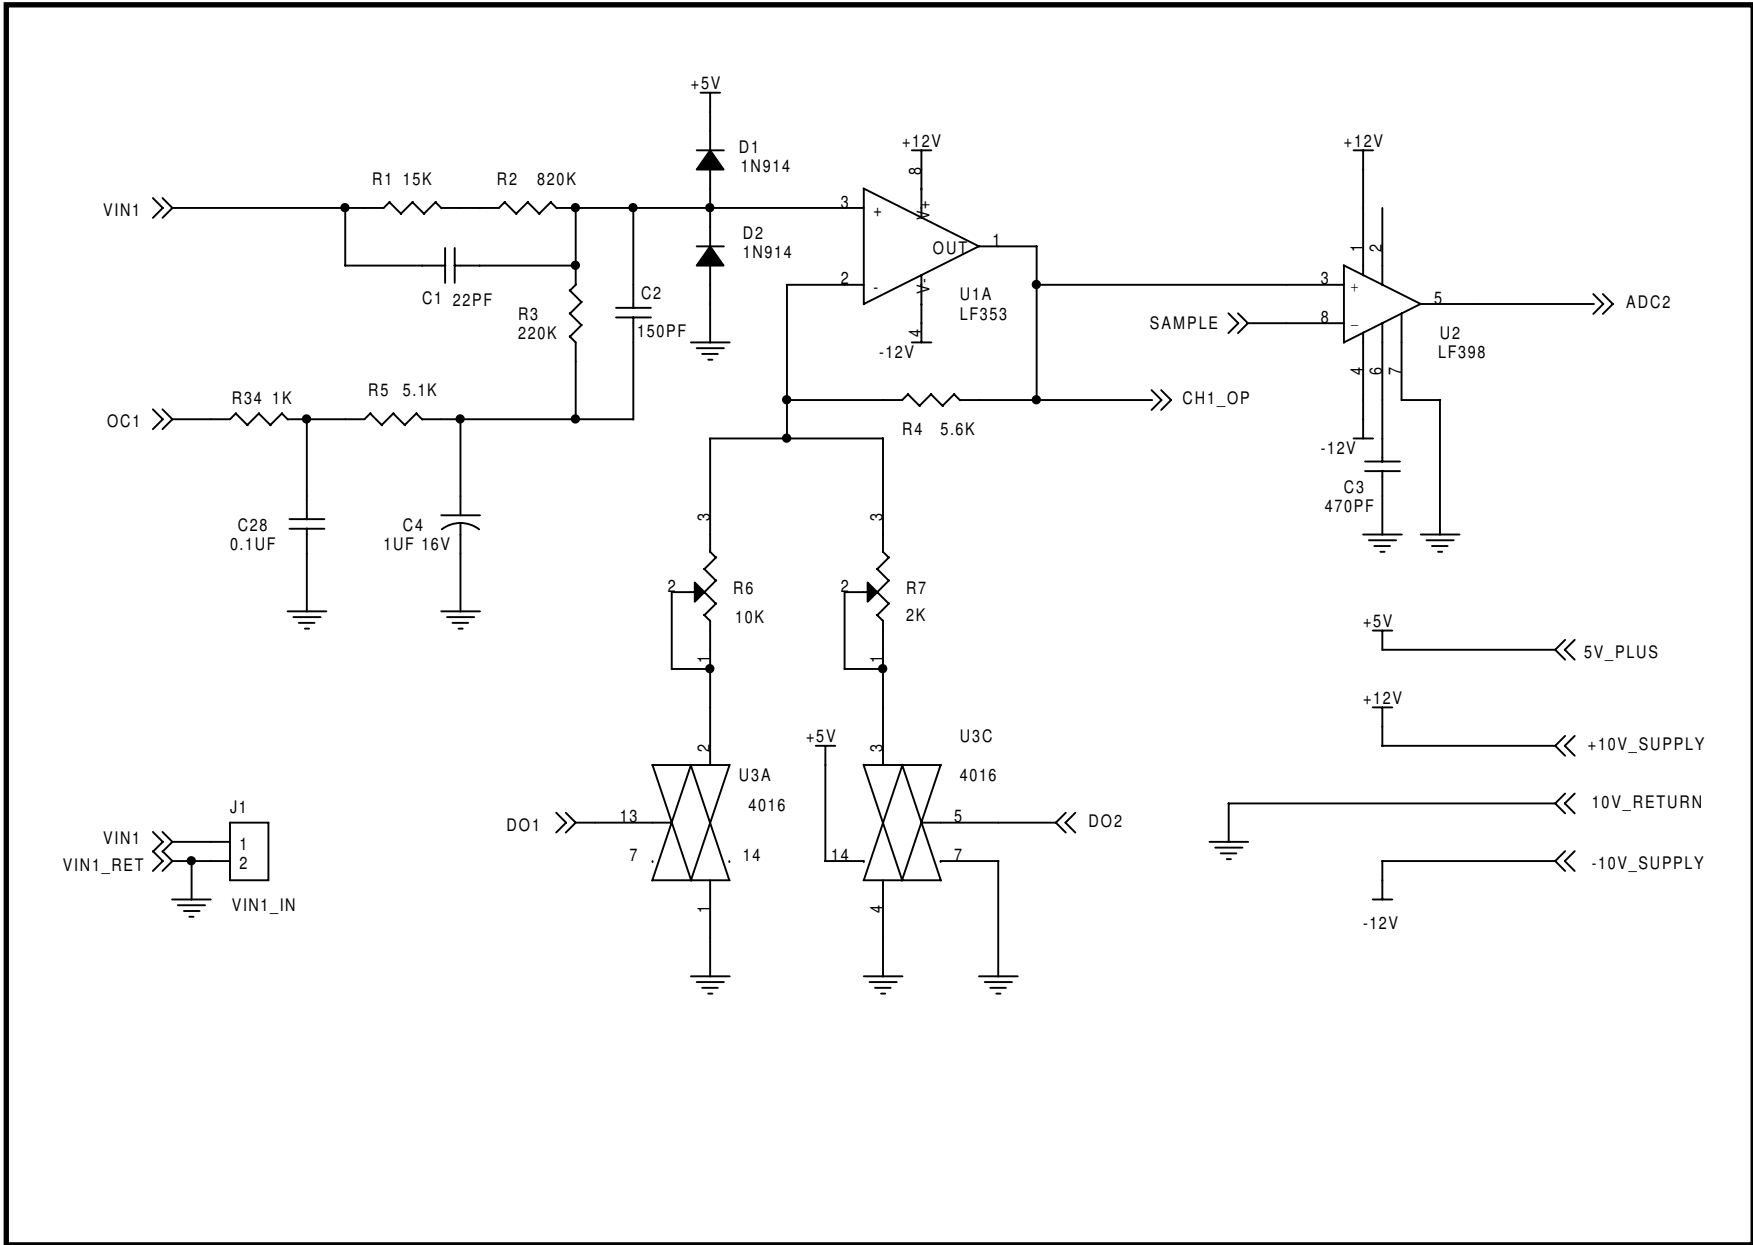 +5V
D1
1N914
+12V
8
V+
+12V
R1 15K
R2 820K
VIN1
3
+
D2
1N914
OUT
1
1
2
2
-
V-
4
-12V
U1A
LF353
C1 22PF
R3
220K
C2
150PF
3
+
SAMPLE
8
-
5
ADC2
U2
LF398
4
6
7
R34 1K
R5 5.1K
OC1
R4 5.6K
CH1_OP
-12V
C3
470PF
C28
0.1UF
C4
1UF 16V
3
3
2
R6
10K
2
R7
2K
1
1
+5V
5V_PLUS
+12V
+10V_SUPPLY
2
U3A
4016
+5V
3
U3C
4016
DO1
13
7
14
14
5
DO2
7
10V_RETURN
-10V_SUPPLY
-12V
1
4
J1
VIN1
1
VIN1_RET
2
VIN1_IN